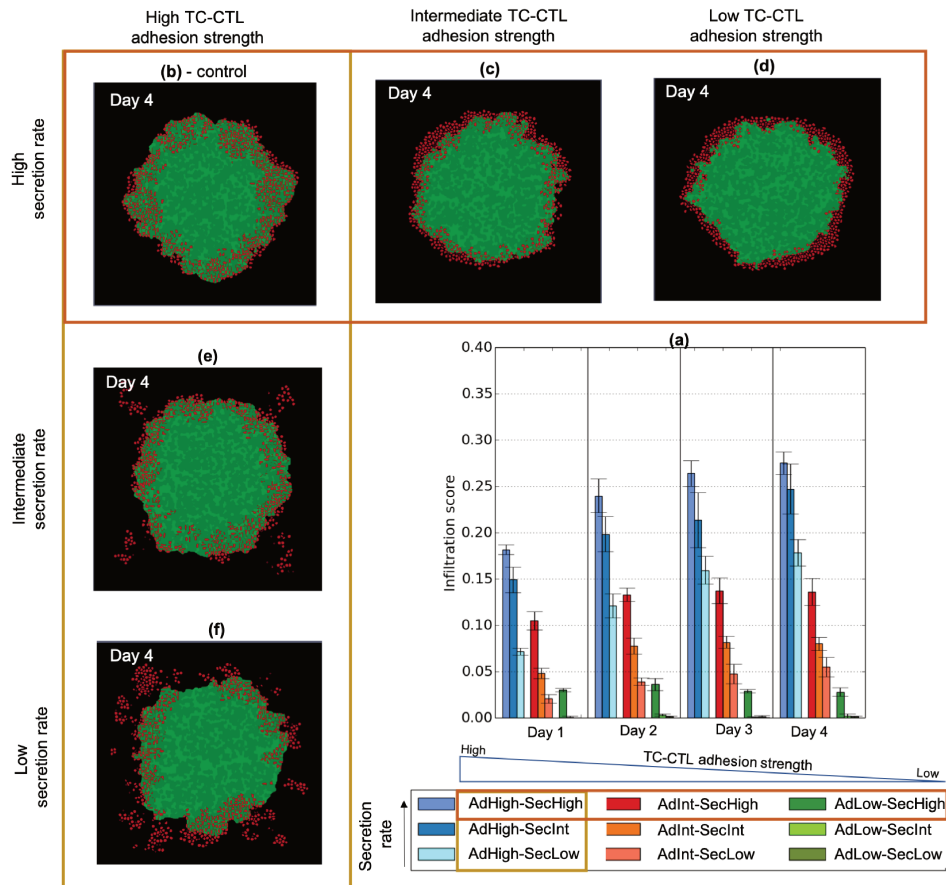 High TC-CTL
adhesion strength
Intermediate TC-CTL
adhesion strength
Low TC-CTL
adhesion strength
High
secretion rate
(b) - control
Day 4
(c)
Day 4
(d)
Day 4
Intermediate
secretion rate
(e)
Day 4
Low
secretion rate
(f)
Day 4
(a)
Infiltration score
0.40
0.35
0.30
0.25
0.20
0.15
0.10
0.05
0.00
Day 1 Day 2 Day 3 Day 4
High
TC-CTL adhesion strength
Low
Secretion
rate
AdHigh-SecHigh AdInt-SecHigh AdLow-SecHigh
AdHigh-SecInt AdInt-SecInt AdLow-SecInt
AdHigh-SecLow AdInt-SecLow AdLow-SecLow